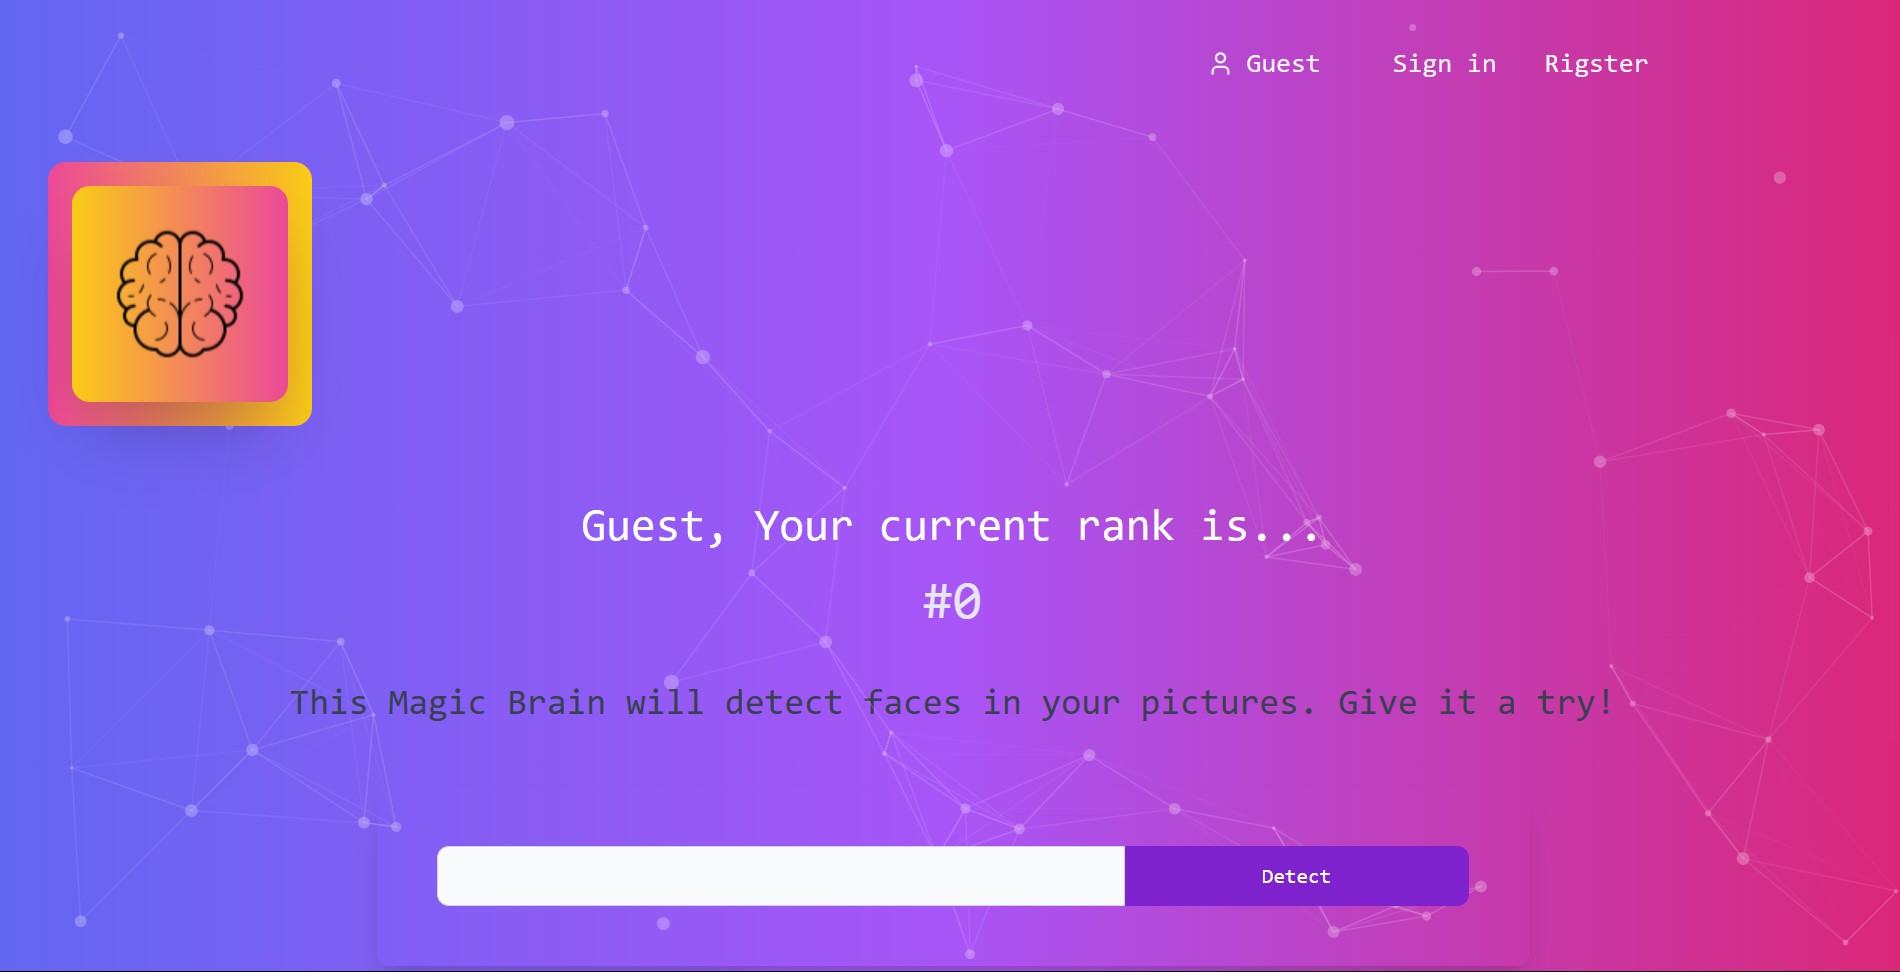 Guest Sign in Rigster
Guest, Your current rank is...
#0
This Magic Brain will detect faces in your pictures. Give it a try!
Detect